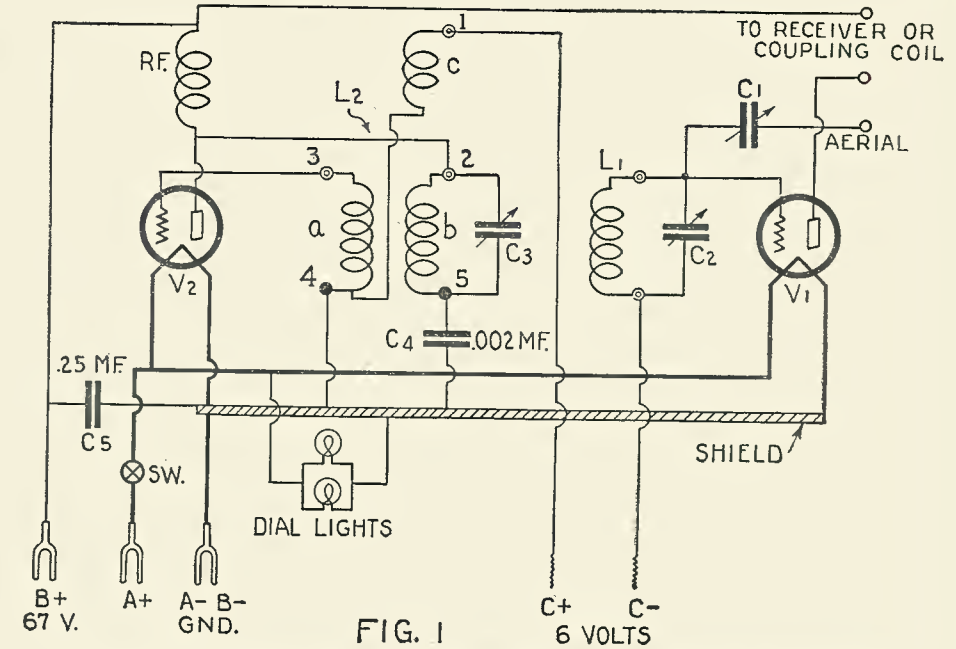 TO RECEIVER OR
COUPLING COIL
RF.
1
c
L2
C1
AERIAL
3
2
L1
a
b
C3
C2
4
5
V2
V1
C4
.002 MF.
.25 MF.
C5
SHIELD
SW.
DIAL LIGHTS
B+
67 V.
A+
A- B-
GND.
C+
C-
6 VOLTS
FIG. 1